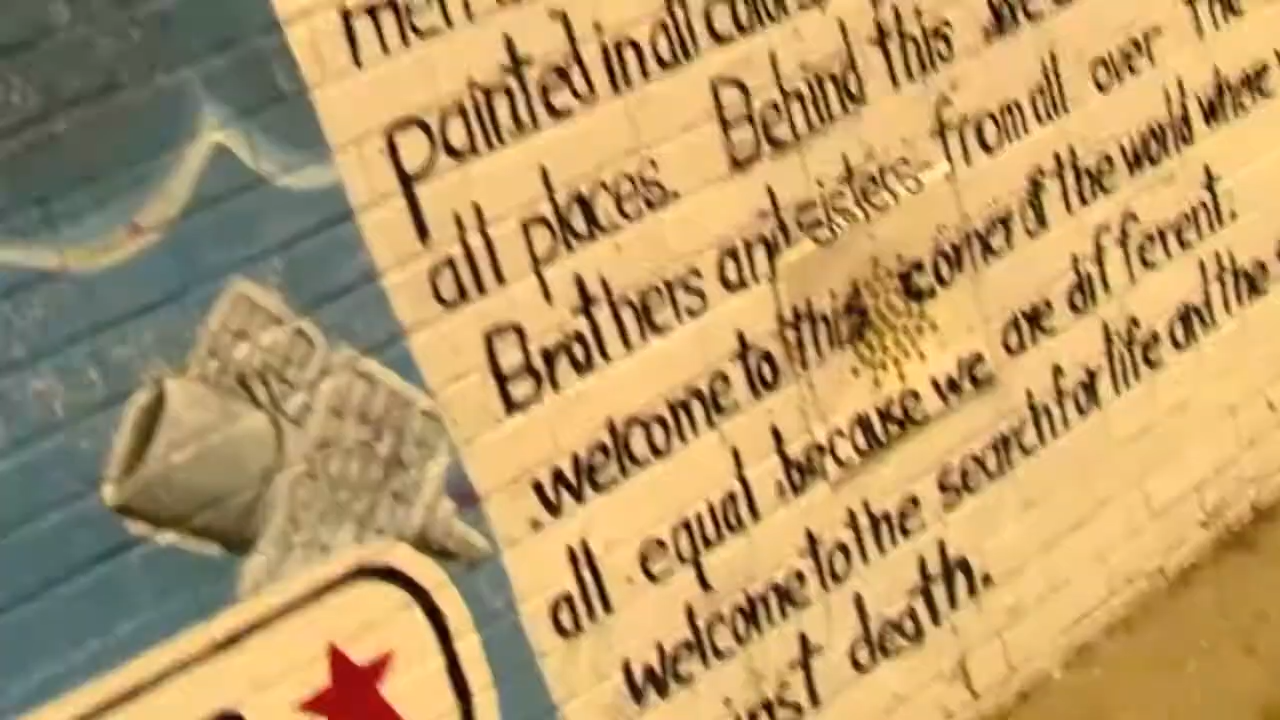 painted in all
all places. Behind this
Brothers and sisters from all over the
welcome to this corner of the world where
all equal because we are different.
welcome to the search for life and the
death.